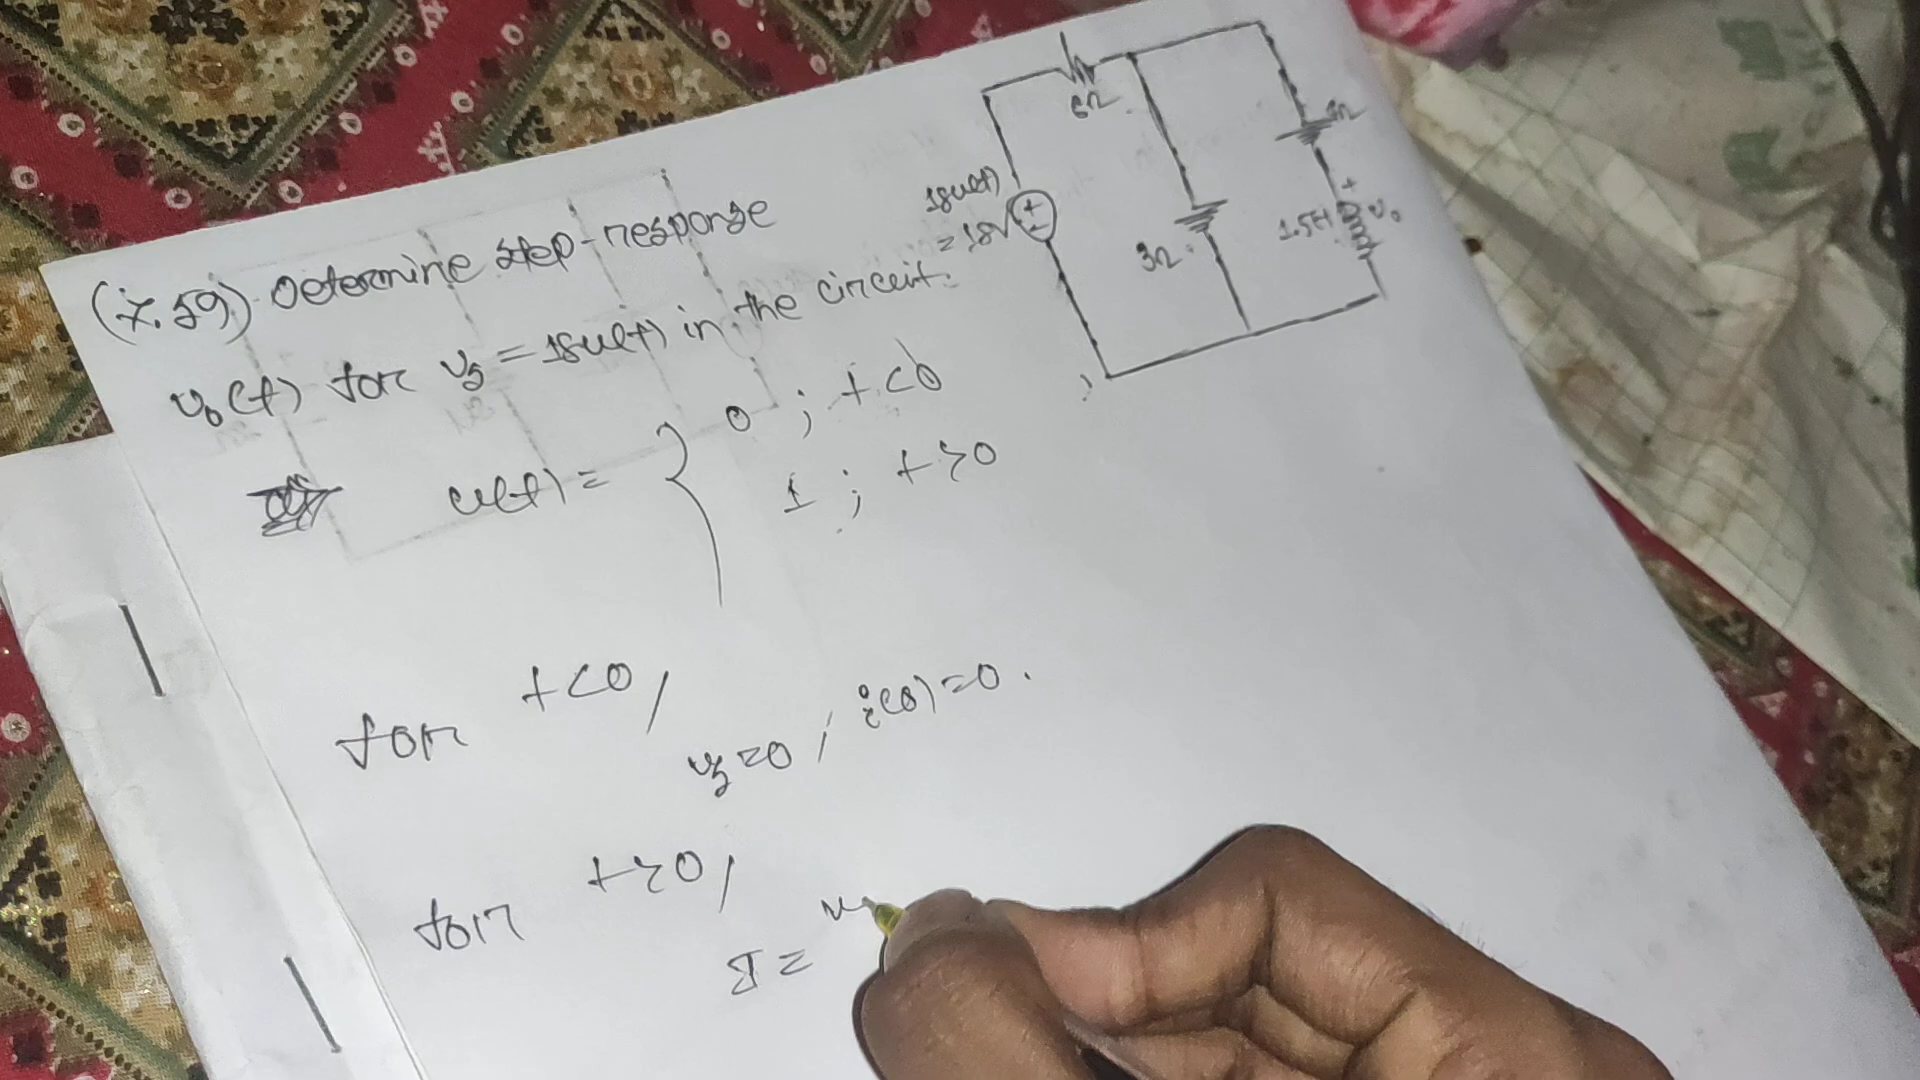 (7.59) Determine step-response
v₀(t) for vs = 18u(t) in the circuit.
u(t) = { 0 ; t<0
1 ; t>0
for t<0,
vs=0, i(0)=0.
for t>0,
I = v
6Ω
18u(t)
= 18V
+
-
3Ω
1.5H
+
v₀